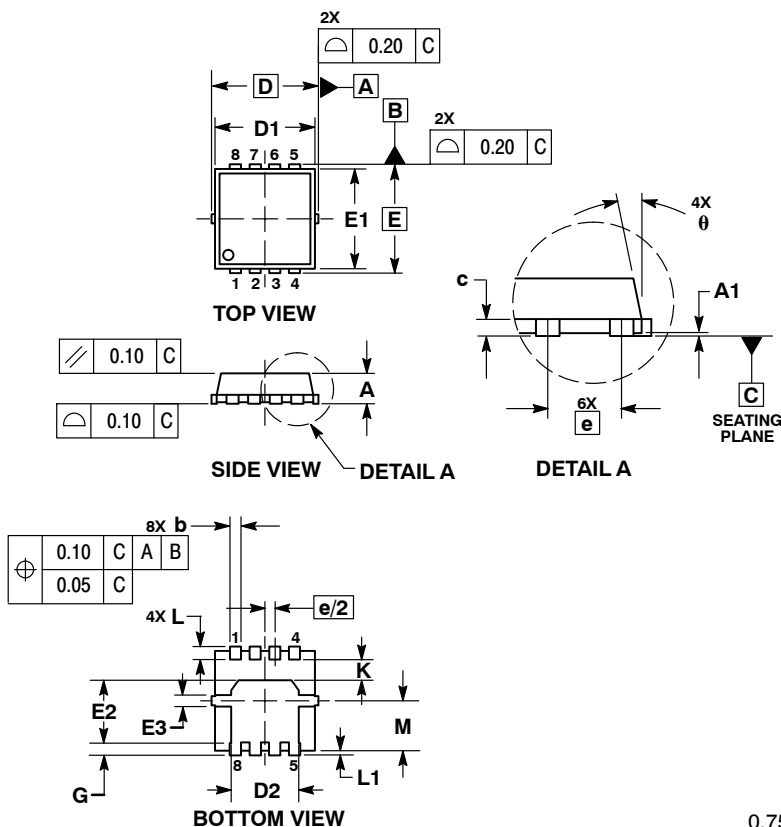 2X
⌓ 0.20 C
D A
B
2X
D1
⌓ 0.20 C
8 7 6 5
E1 E
4X
θ
1 2 3 4
TOP VIEW
c
A1
⫽ 0.10 C
A
⌓ 0.10 C
C
SEATING
PLANE
6X
e
SIDE VIEW
DETAIL A
DETAIL A
8X b
⌖ 0.10 C A B
0.05 C
e/2
4X L
1 4
K
E2
E3
M
8 5
L1
G
D2
BOTTOM VIEW
0.75